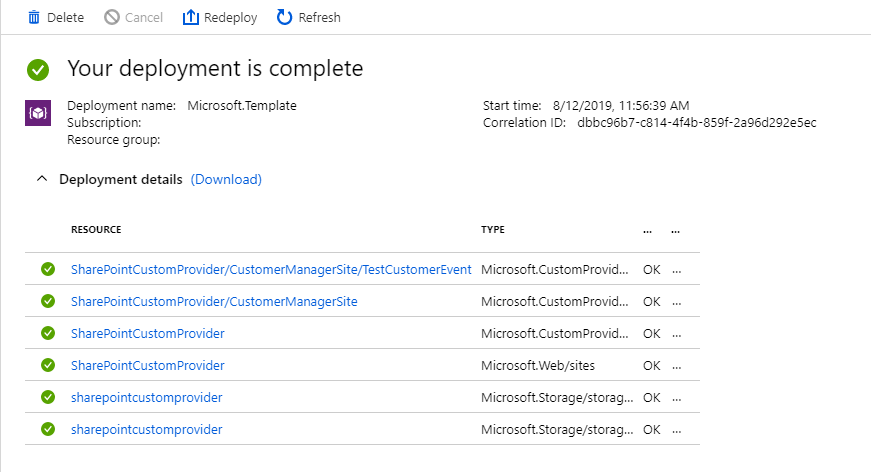 Delete Cancel Redeploy Refresh
Your deployment is complete
Deployment name: Microsoft.Template Start time: 8/12/2019, 11:56:39 AM
Subscription: Correlation ID: dbbc96b7-c814-4f4b-859f-2a96d292e5ec
Resource group:
Deployment details (Download)
RESOURCE TYPE ... ...
SharePointCustomProvider/CustomerManagerSite/TestCustomerEvent Microsoft.CustomProvid... OK ...
SharePointCustomProvider/CustomerManagerSite Microsoft.CustomProvid... OK ...
SharePointCustomProvider Microsoft.CustomProvid... OK ...
SharePointCustomProvider Microsoft.Web/sites OK ...
sharepointcustomprovider Microsoft.Storage/storag... OK ...
sharepointcustomprovider Microsoft.Storage/storag... OK ...